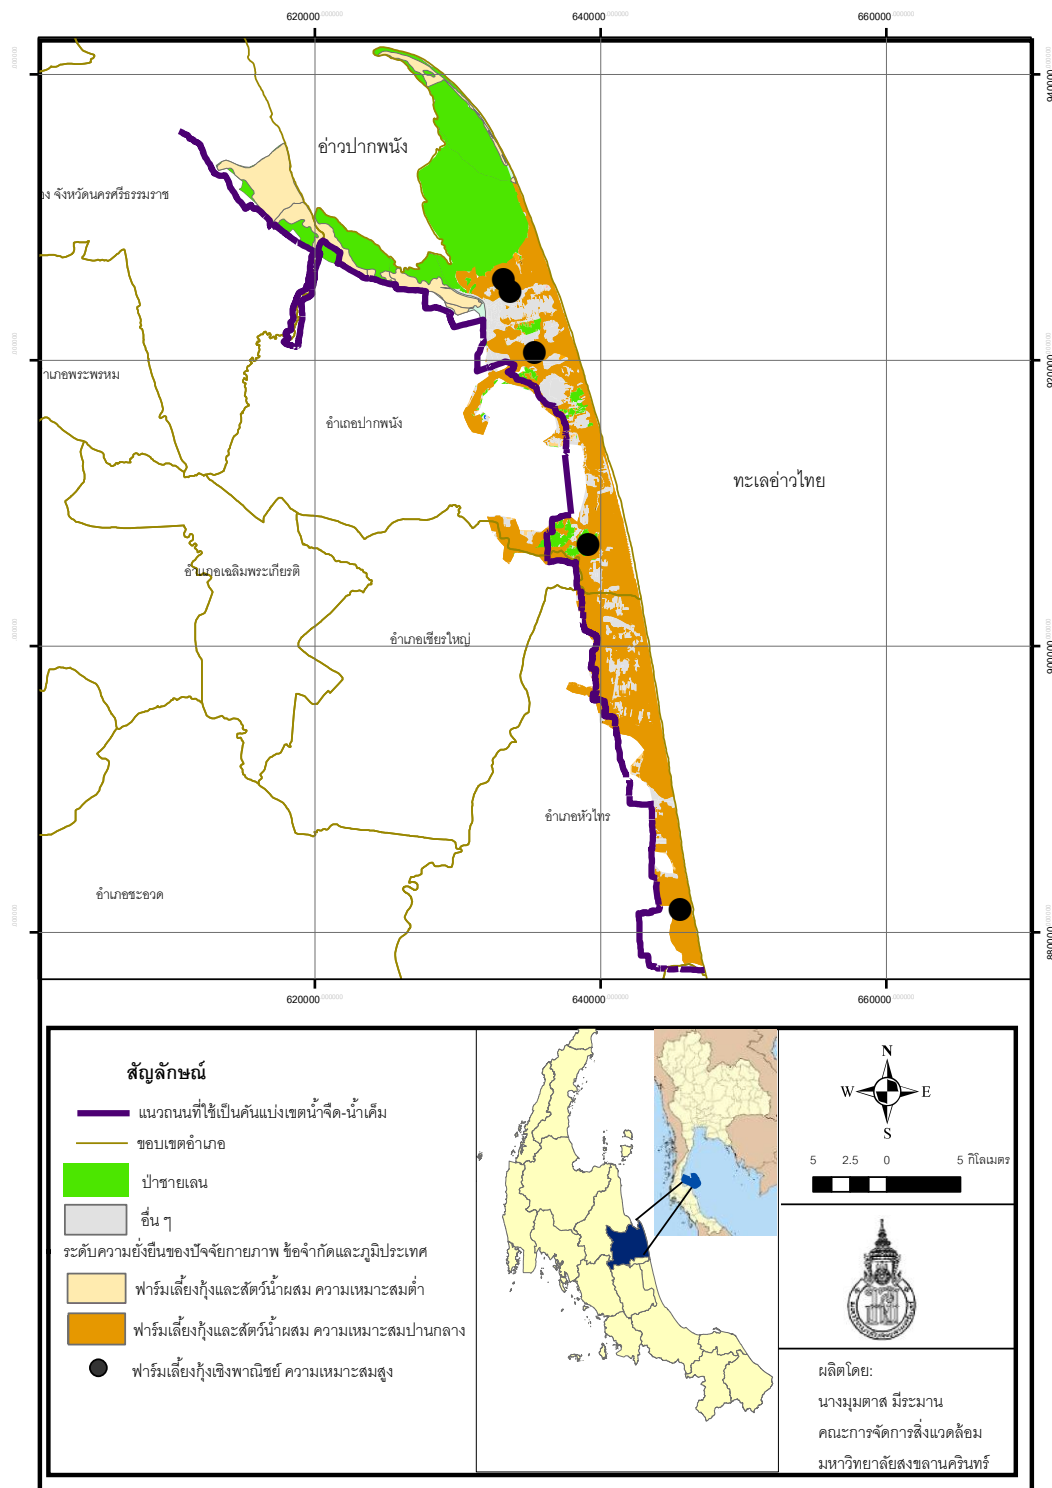 620000
640000
660000
940000
อ่าวปากพนัง
จังหวัดนครศรีธรรมราช
920000
อำเภอปากพนัง
ทะเลอ่าวไทย
อำเภอเฉลิมพระเกียรติ
อำเภอเชียรใหญ่
900000
อำเภอหัวไทร
อำเภอชะอวด
880000
620000
640000
660000
สัญลักษณ์
แนวถนนที่ใช้เป็นคันแบ่งเขตน้ำจืด-น้ำเค็ม
ขอบเขตอำเภอ
ป่าชายเลน
อื่น ๆ
ระดับความยั่งยืนของปัจจัยกายภาพ ข้อจำกัดและภูมิประเทศ
ฟาร์มเลี้ยงกุ้งและสัตว์น้ำผสม ความเหมาะสมต่ำ
ฟาร์มเลี้ยงกุ้งและสัตว์น้ำผสม ความเหมาะสมปานกลาง
ฟาร์มเลี้ยงกุ้งเชิงพาณิชย์ ความเหมาะสมสูง
N
W E
S
5 2.5 0 5 กิโลเมตร
ผลิตโดย:
นางมุมตาส มีระมาน
คณะการจัดการสิ่งแวดล้อม
มหาวิทยาลัยสงขลานครินทร์